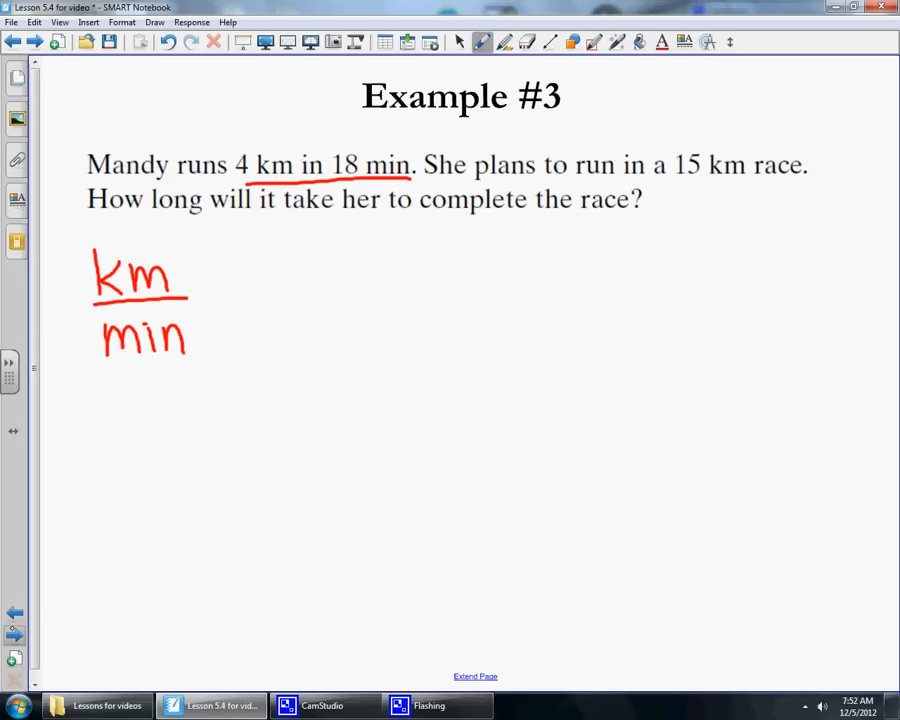 Lesson 5.4 for video * - SMART Notebook
File Edit View Insert Format Draw Response Help
Example #3
Mandy runs 4 km in 18 min. She plans to run in a 15 km race.
How long will it take her to complete the race?
km
min
Extend Page
Lessons for videos
Lesson 5.4 for vid...
CamStudio
Flashing
7:52 AM
12/5/2012